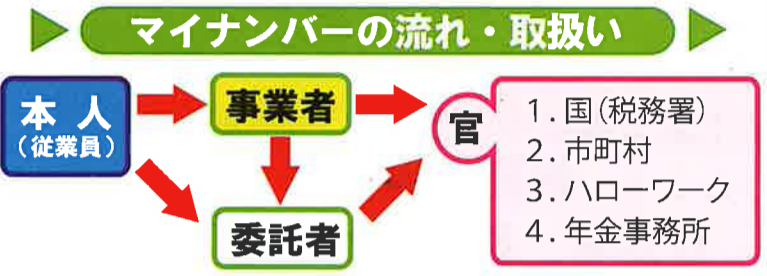 マイナンバーの流れ・取扱い
本人
（従業員）
事業者
委託者
官
1．国（税務署）
2．市町村
3．ハローワーク
4．年金事務所